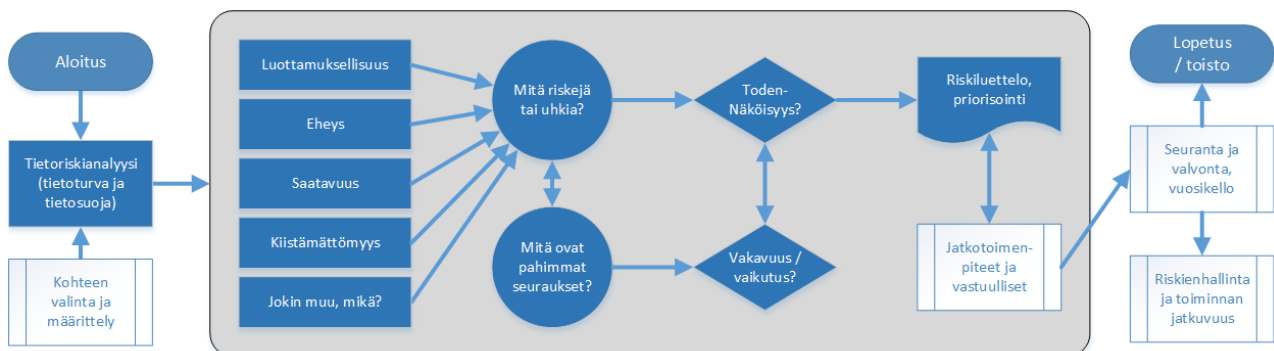 Aloitus
Tietoriskianalyysi
(tietoturva ja
tietosuoja)
Kohteen
valinta ja
määrittely
Luottamuksellisuus
Eheys
Saatavuus
Kiistämättömyys
Jokin muu, mikä?
Mitä riskejä
tai uhkia?
Mitä ovat
pahimmat
seuraukset?
Toden-
Näköisyys?
Vakavuus /
vaikutus?
Riskiluettelo,
priorisointi
Jatkotoimen-
piteet ja
vastuulliset
Lopetus
/ toisto
Seuranta ja
valvonta,
vuosikello
Riskienhallinta
ja toiminnan
jatkuvuus